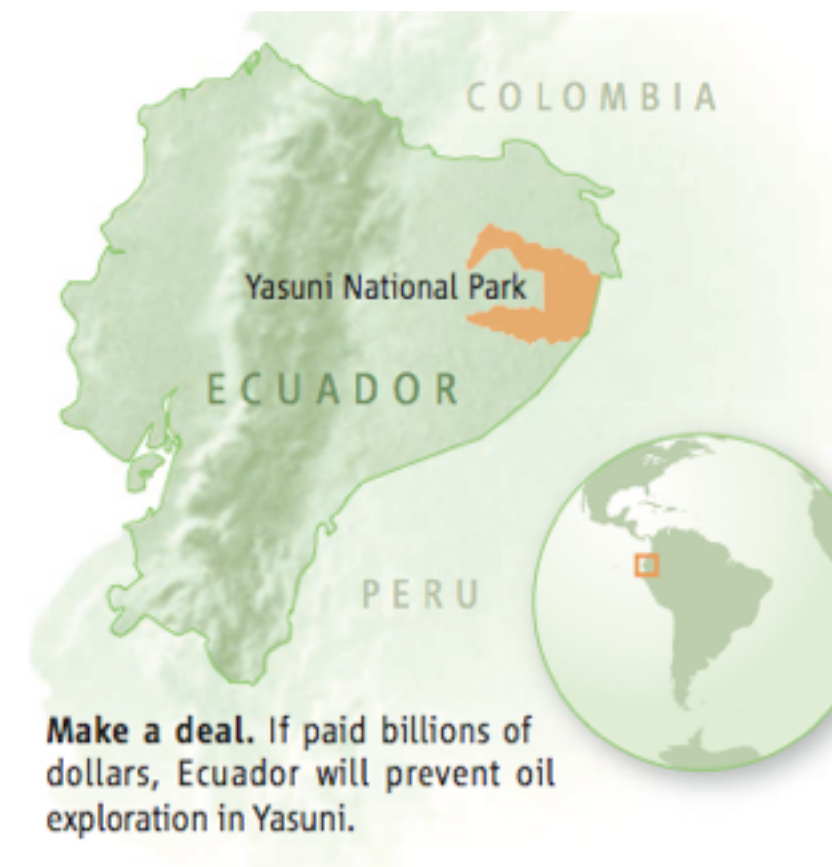 COLOMBIA
Yasuni National Park
ECUADOR
PERU
Make a deal. If paid billions of
dollars, Ecuador will prevent oil
exploration in Yasuni.